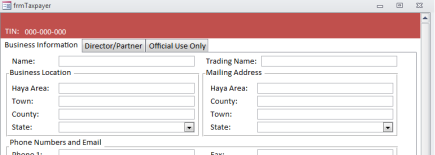 frmTaxpayer
TIN: 000-000-000
Business Information Director/Partner Official Use Only
Name: Trading Name:
Business Location Mailing Address
Haya Area: Haya Area:
Town: County:
County: Town:
State: State:
Phone Numbers and Email
Phone 1: Fax: